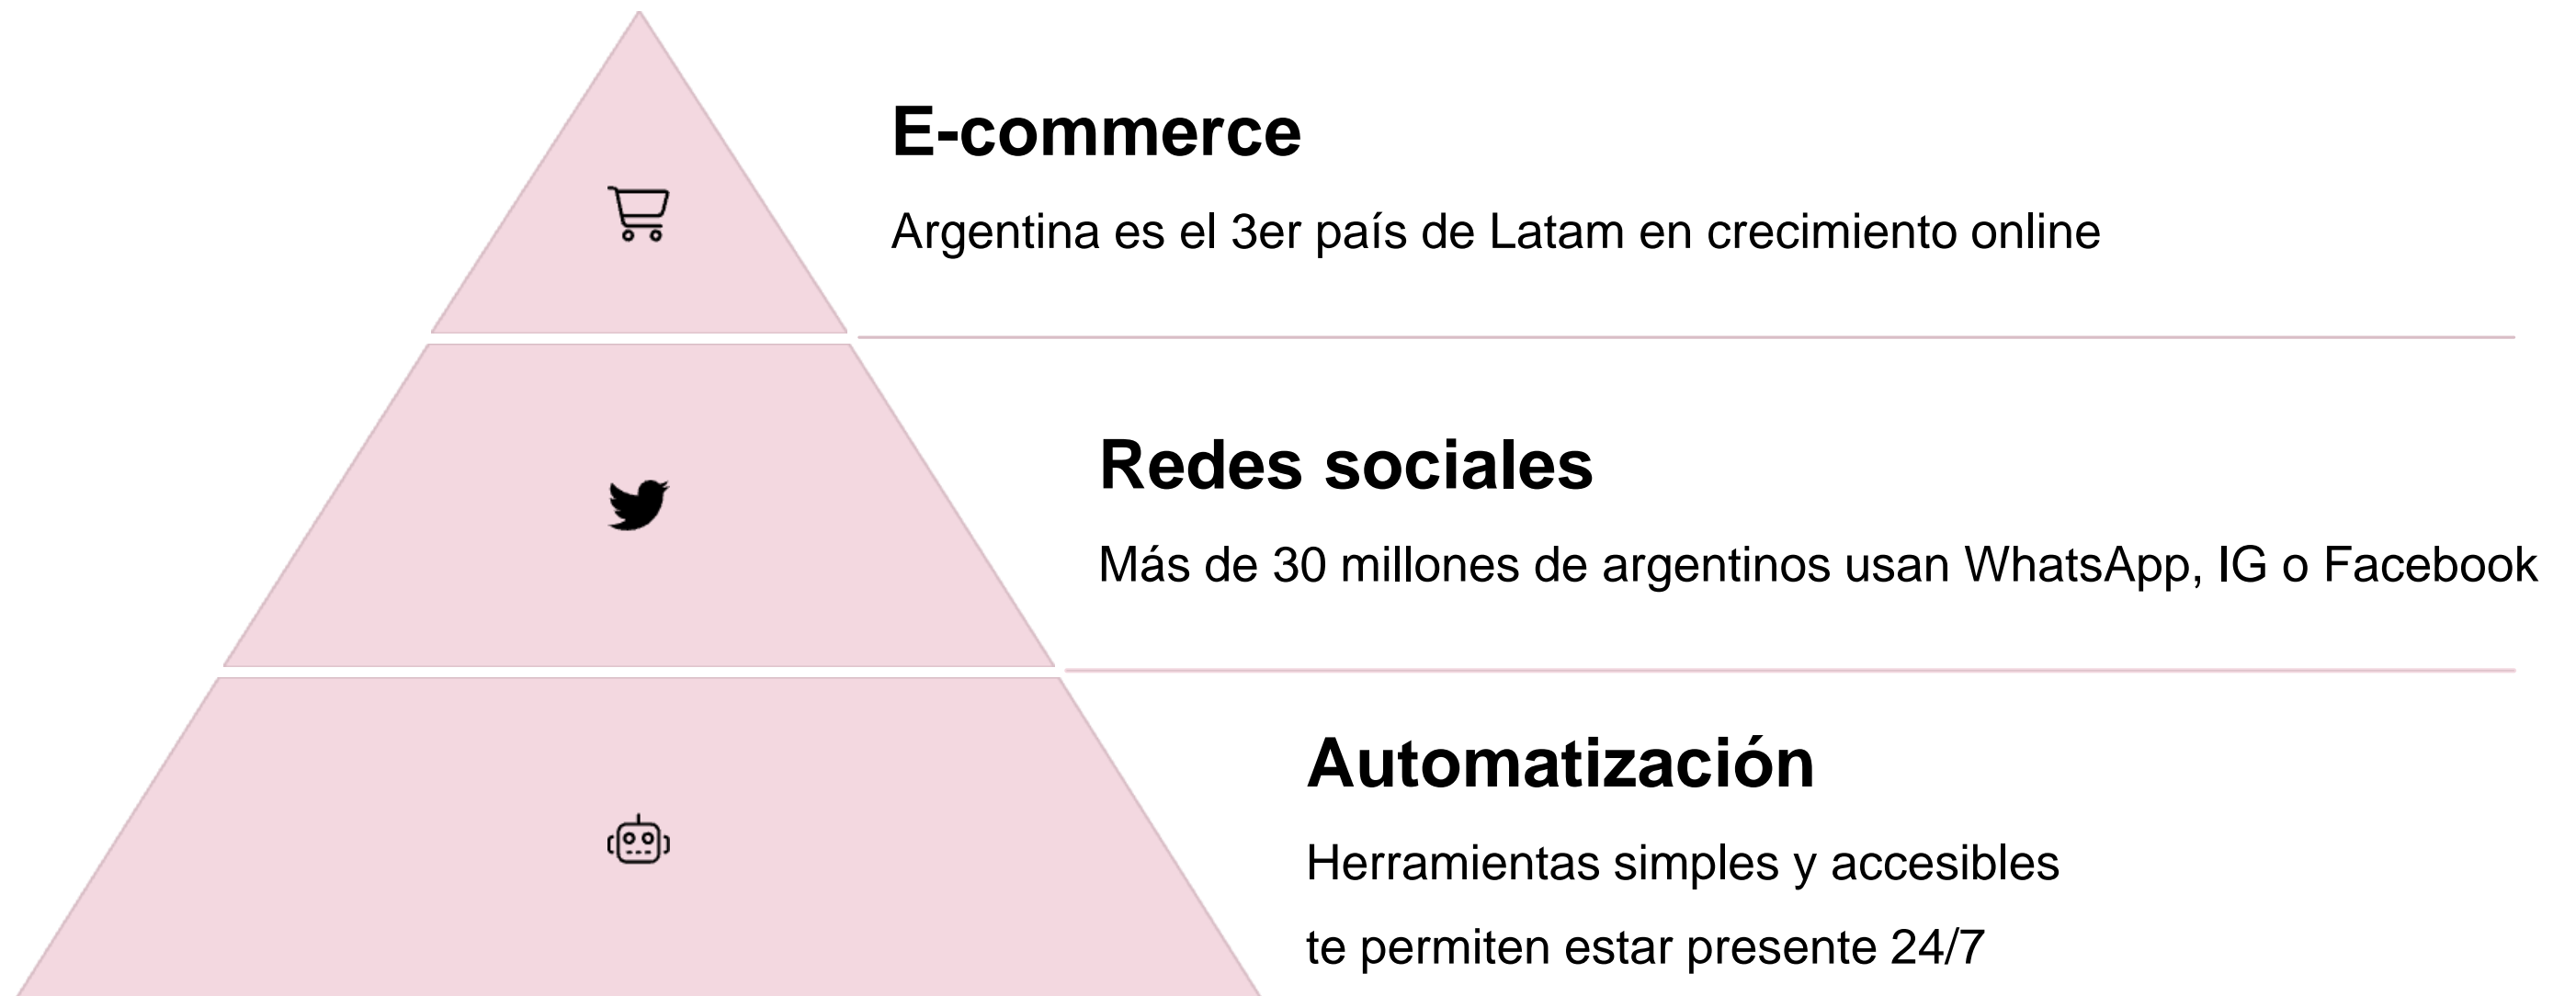 E-commerce
Argentina es el 3er país de Latam en crecimiento online
Redes sociales
Más de 30 millones de argentinos usan WhatsApp, IG o Facebook
Automatización
Herramientas simples y accesibles
te permiten estar presente 24/7